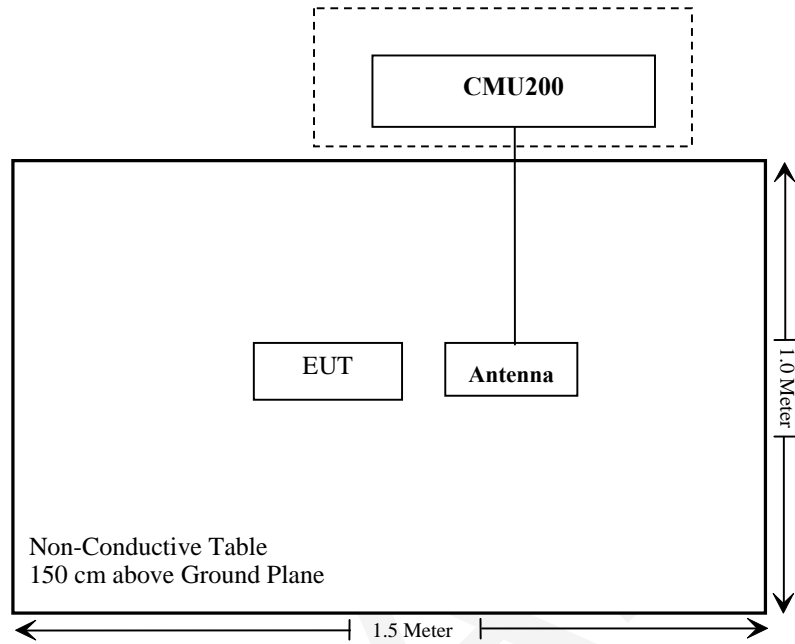 CMU200
EUT
Antenna
1.0 Meter
Non-Conductive Table
150 cm above Ground Plane
1.5 Meter